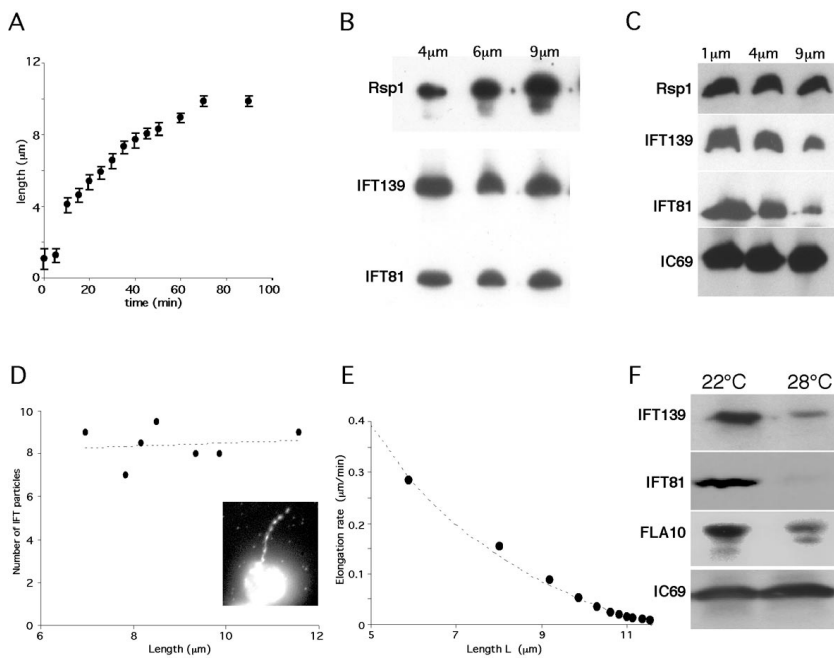 A
12
8
4
0
length (μm)
0 20 40 60 80 100
time (min)
B
4μm 6μm 9μm
Rsp1
IFT139
IFT81
C
1μm 4μm 9μm
Rsp1
IFT139
IFT81
IC69
D
10
8
6
4
2
0
Number of IFT particles
6 8 10 12
Length (μm)
E
0.4
0.3
0.2
0.1
0
Elongation rate (μm/min)
5 7 9 11
Length L (μm)
F
22°C 28°C
IFT139
IFT81
FLA10
IC69